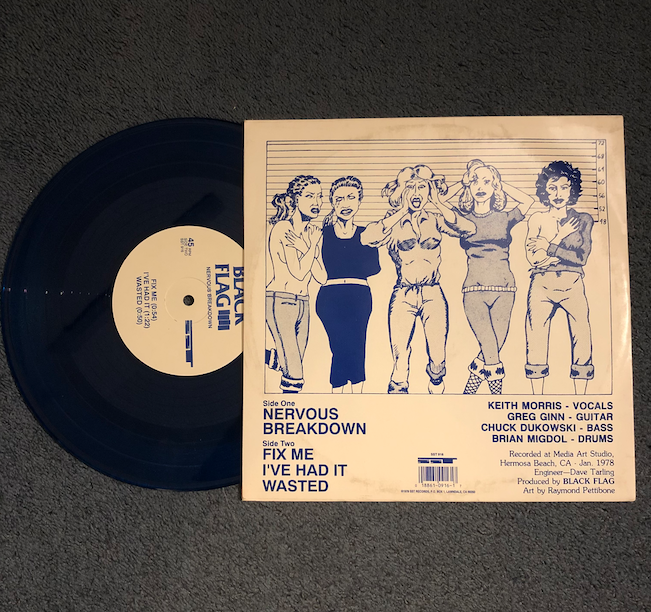 45
BLACK
FLAG
NERVOUS BREAKDOWN
FIX ME (0:54)
I'VE HAD IT (1:22)
WASTED (0:50)
72
Side One
NERVOUS
BREAKDOWN
Side Two
FIX ME
I'VE HAD IT
WASTED
KEITH MORRIS - VOCALS
GREG GINN - GUITAR
CHUCK DUKOWSKI - BASS
BRIAN MIGDOL - DRUMS
Recorded at Media Art Studio,
Hermosa Beach, CA - Jan. 1978
Engineer—Dave Tarling
Produced by BLACK FLAG
Art by Raymond Pettibone